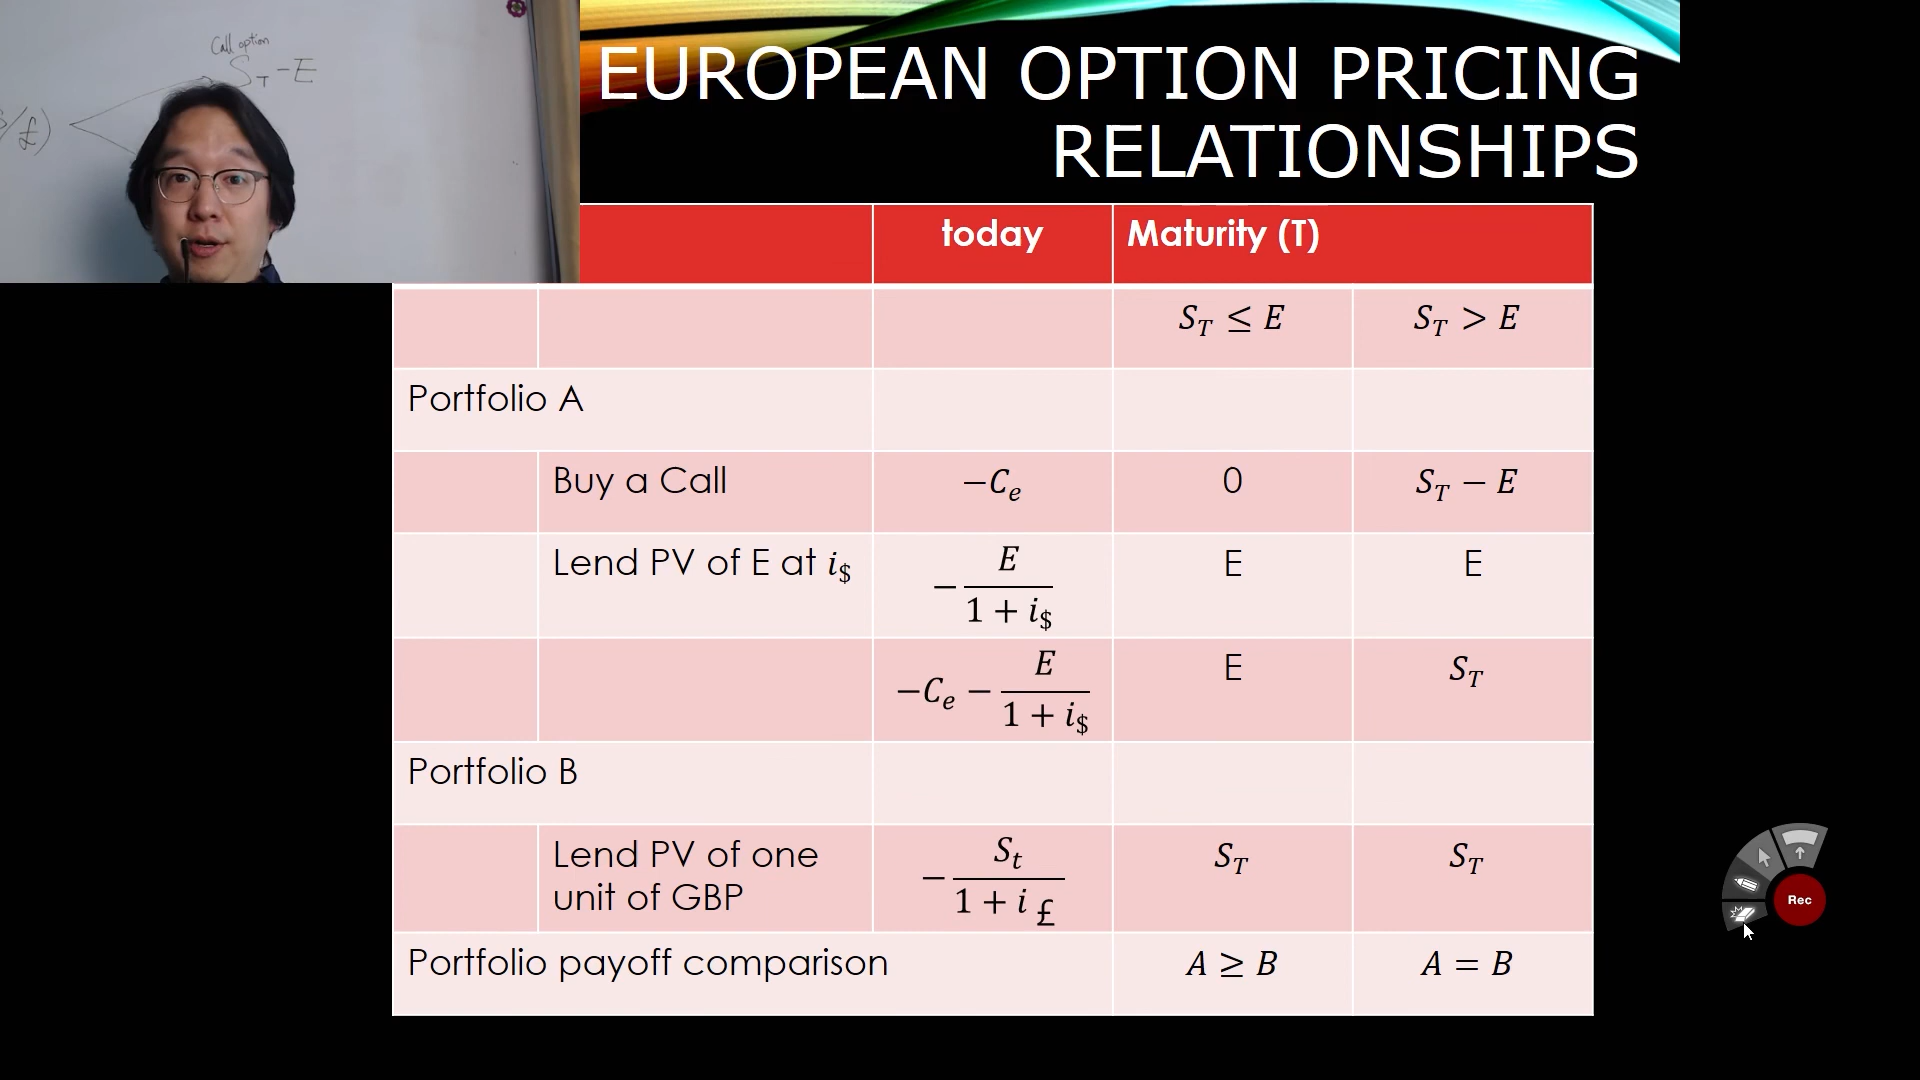 Call option
S_T - E
/£)
EUROPEAN OPTION PRICING
RELATIONSHIPS
today Maturity (T)
S_T ≤ E S_T > E
Portfolio A
Buy a Call −C_e 0 S_T − E
Lend PV of E at i_$ −E/(1 + i_$) E E
−C_e − E/(1 + i_$) E S_T
Portfolio B
Lend PV of one
unit of GBP −S_t/(1 + i_£) S_T S_T
Portfolio payoff comparison A ≥ B A = B
Rec